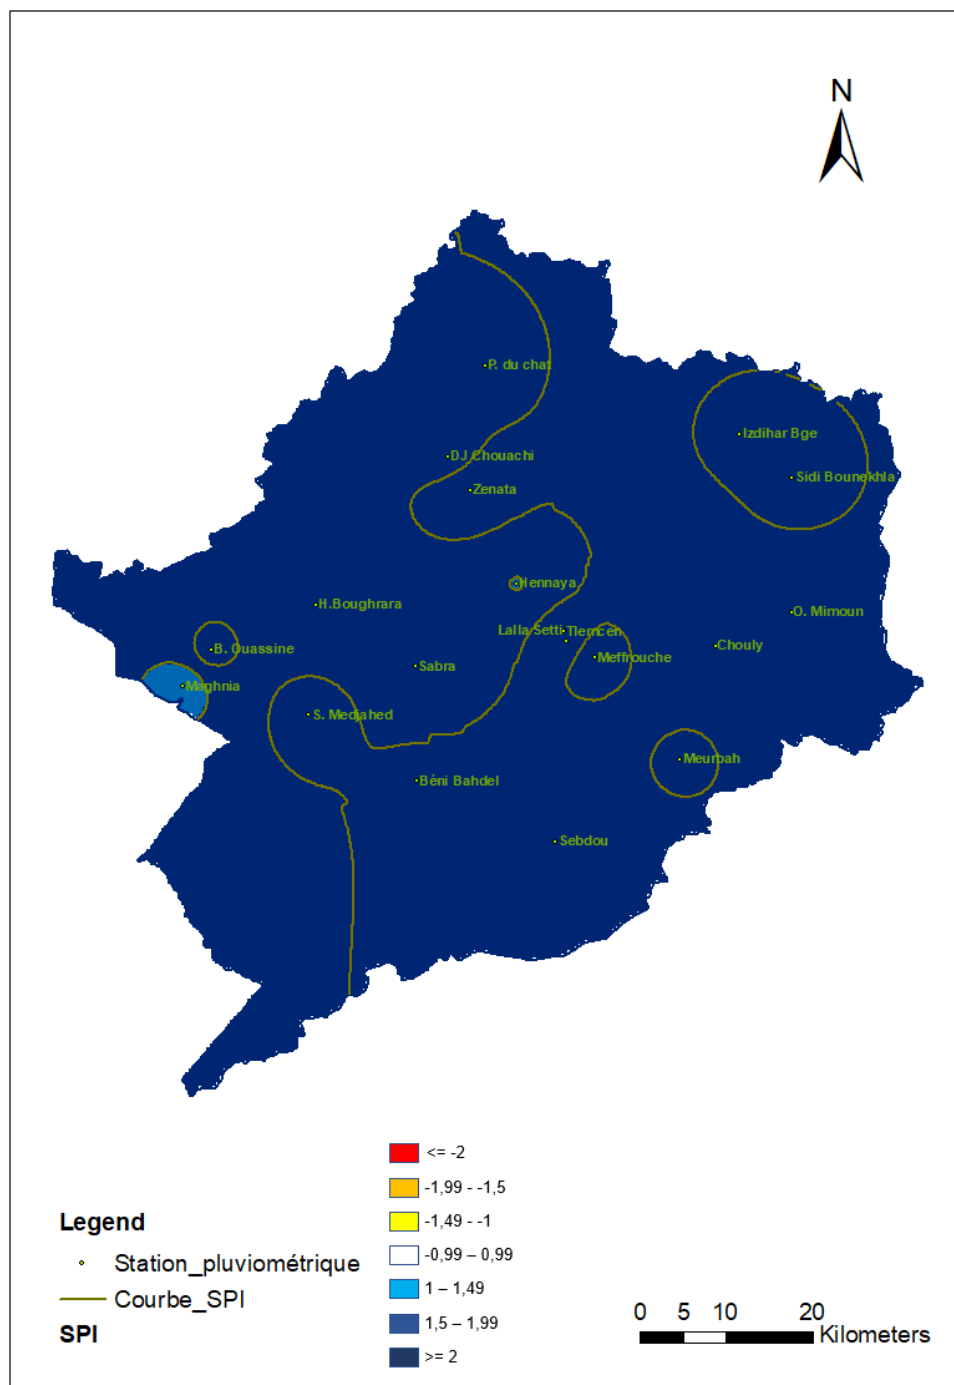 N
P. du chat
Izdihar Bge
DJ Chouachi
Sidi Bounekhla
Zenata
Hennaya
H.Boughrara
O. Mimoun
Lalla Setti
Tlemcen
B. Ouassine
Chouly
Meffrouche
Sabra
Maghnia
S. Medjahed
Meurbah
Béni Bahdel
Sebdou
Legend
Station_pluviométrique
Courbe_SPI
SPI
<= -2
-1,99 - -1,5
-1,49 - -1
-0,99 – 0,99
1 – 1,49
1,5 – 1,99
>= 2
0 5 10 20
Kilometers